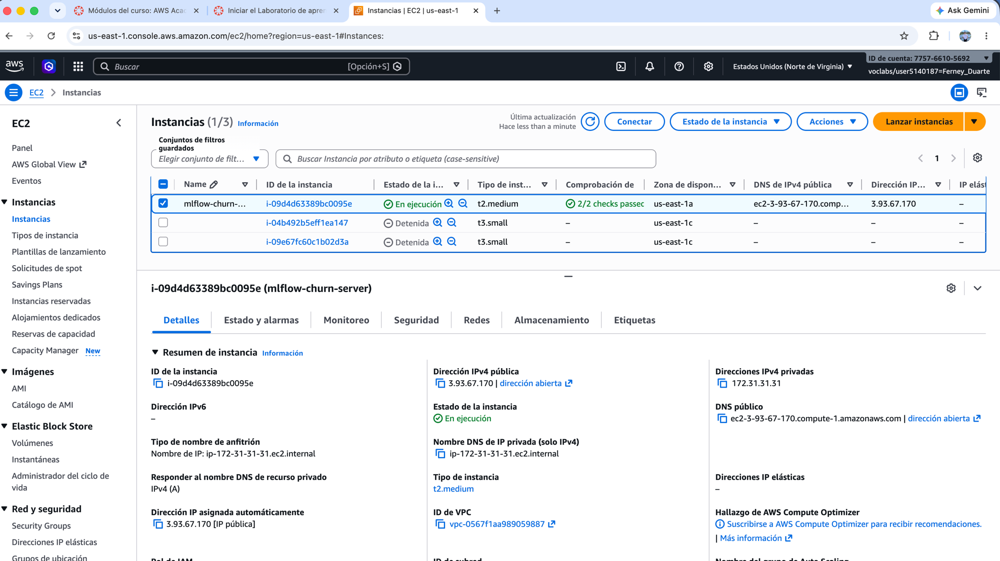 Módulos del curso: AWS Aca
Iniciar el Laboratorio de apren
Instancias | EC2 | us-east-1
Ask Gemini
us-east-1.console.aws.amazon.com/ec2/home?region=us-east-1#Instances:
aws
Buscar
[Opción+S]
Estados Unidos (Norte de Virginia)
ID de cuenta: 7757-6610-5692
voclabs/user5140187=Ferney_Duarte
EC2
Instancias
EC2
Panel
AWS Global View
Eventos
Instancias
Instancias
Tipos de instancia
Plantillas de lanzamiento
Solicitudes de spot
Savings Plans
Instancias reservadas
Alojamientos dedicados
Reservas de capacidad
Capacity Manager New
Imágenes
AMI
Catálogo de AMI
Elastic Block Store
Volúmenes
Instantáneas
Administrador del ciclo de
vida
Red y seguridad
Security Groups
Direcciones IP elásticas
Grupos de ubicación
Instancias (1/3) Información
Última actualización
Hace less than a minute
Conectar
Estado de la instancia
Acciones
Lanzar instancias
Conjuntos de filtros
guardados
Elegir conjunto de filt...
Buscar Instancia por atributo o etiqueta (case-sensitive)
1
Name ID de la instancia Estado de la i... Tipo de inst... Comprobación de Zona de dispon... DNS de IPv4 pública Dirección IP... IP elást
mlflow-churn-... i-09d4d63389bc0095e En ejecución t2.medium 2/2 checks passec us-east-1a ec2-3-93-67-170.comp... 3.93.67.170 –
i-04b492b5eff1ea147 Detenida t3.small – us-east-1c – – –
i-09e67fc60c1b02d3a Detenida t3.small – us-east-1c – – –
i-09d4d63389bc0095e (mlflow-churn-server)
Detalles
Estado y alarmas
Monitoreo
Seguridad
Redes
Almacenamiento
Etiquetas
Resumen de instancia Información
ID de la instancia
i-09d4d63389bc0095e
Dirección IPv4 pública
3.93.67.170 | dirección abierta
Direcciones IPv4 privadas
172.31.31.31
Dirección IPv6
–
Estado de la instancia
En ejecución
DNS público
ec2-3-93-67-170.compute-1.amazonaws.com | dirección abierta
Tipo de nombre de anfitrión
Nombre de IP: ip-172-31-31-31.ec2.internal
Nombre DNS de IP privada (solo IPv4)
ip-172-31-31-31.ec2.internal
Responder al nombre DNS de recurso privado
IPv4 (A)
Tipo de instancia
t2.medium
Direcciones IP elásticas
–
Dirección IP asignada automáticamente
3.93.67.170 [IP pública]
ID de VPC
vpc-0567f1aa989059887
Hallazgo de AWS Compute Optimizer
Suscribirse a AWS Compute Optimizer para recibir recomendaciones.
| Más información
Rol de IAM
ID de subred
Nombre del grupo de Auto Scaling